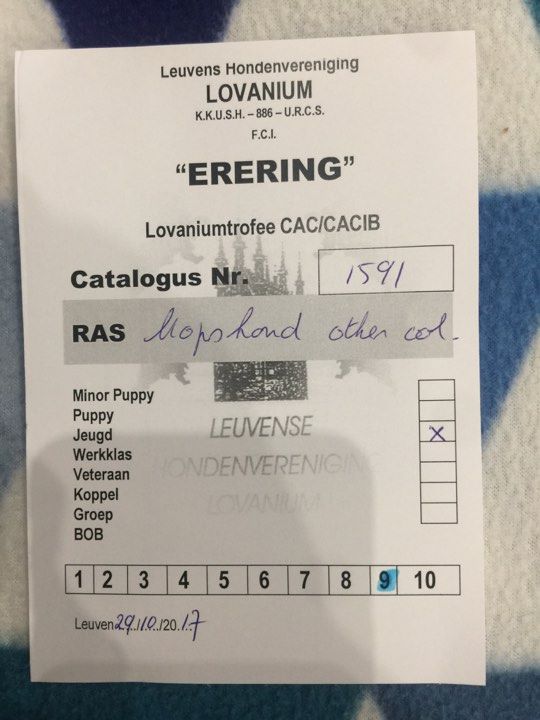 Leuvens Hondenvereniging
LOVANIUM
K.K.U.S.H. – 886 – U.R.C.S.
F.C.I.
“ERERING”
Lovaniumtrofee CAC/CACIB
Catalogus Nr. 1591
RAS Mopshond other col.
Minor Puppy
Puppy
Jeugd X
Werkklas
Veteraan
Koppel
Groep
BOB
LEUVENSE
HONDENVERENIGING
LOVANIUM
1 2 3 4 5 6 7 8 9 10
Leuven 29./10./20.17